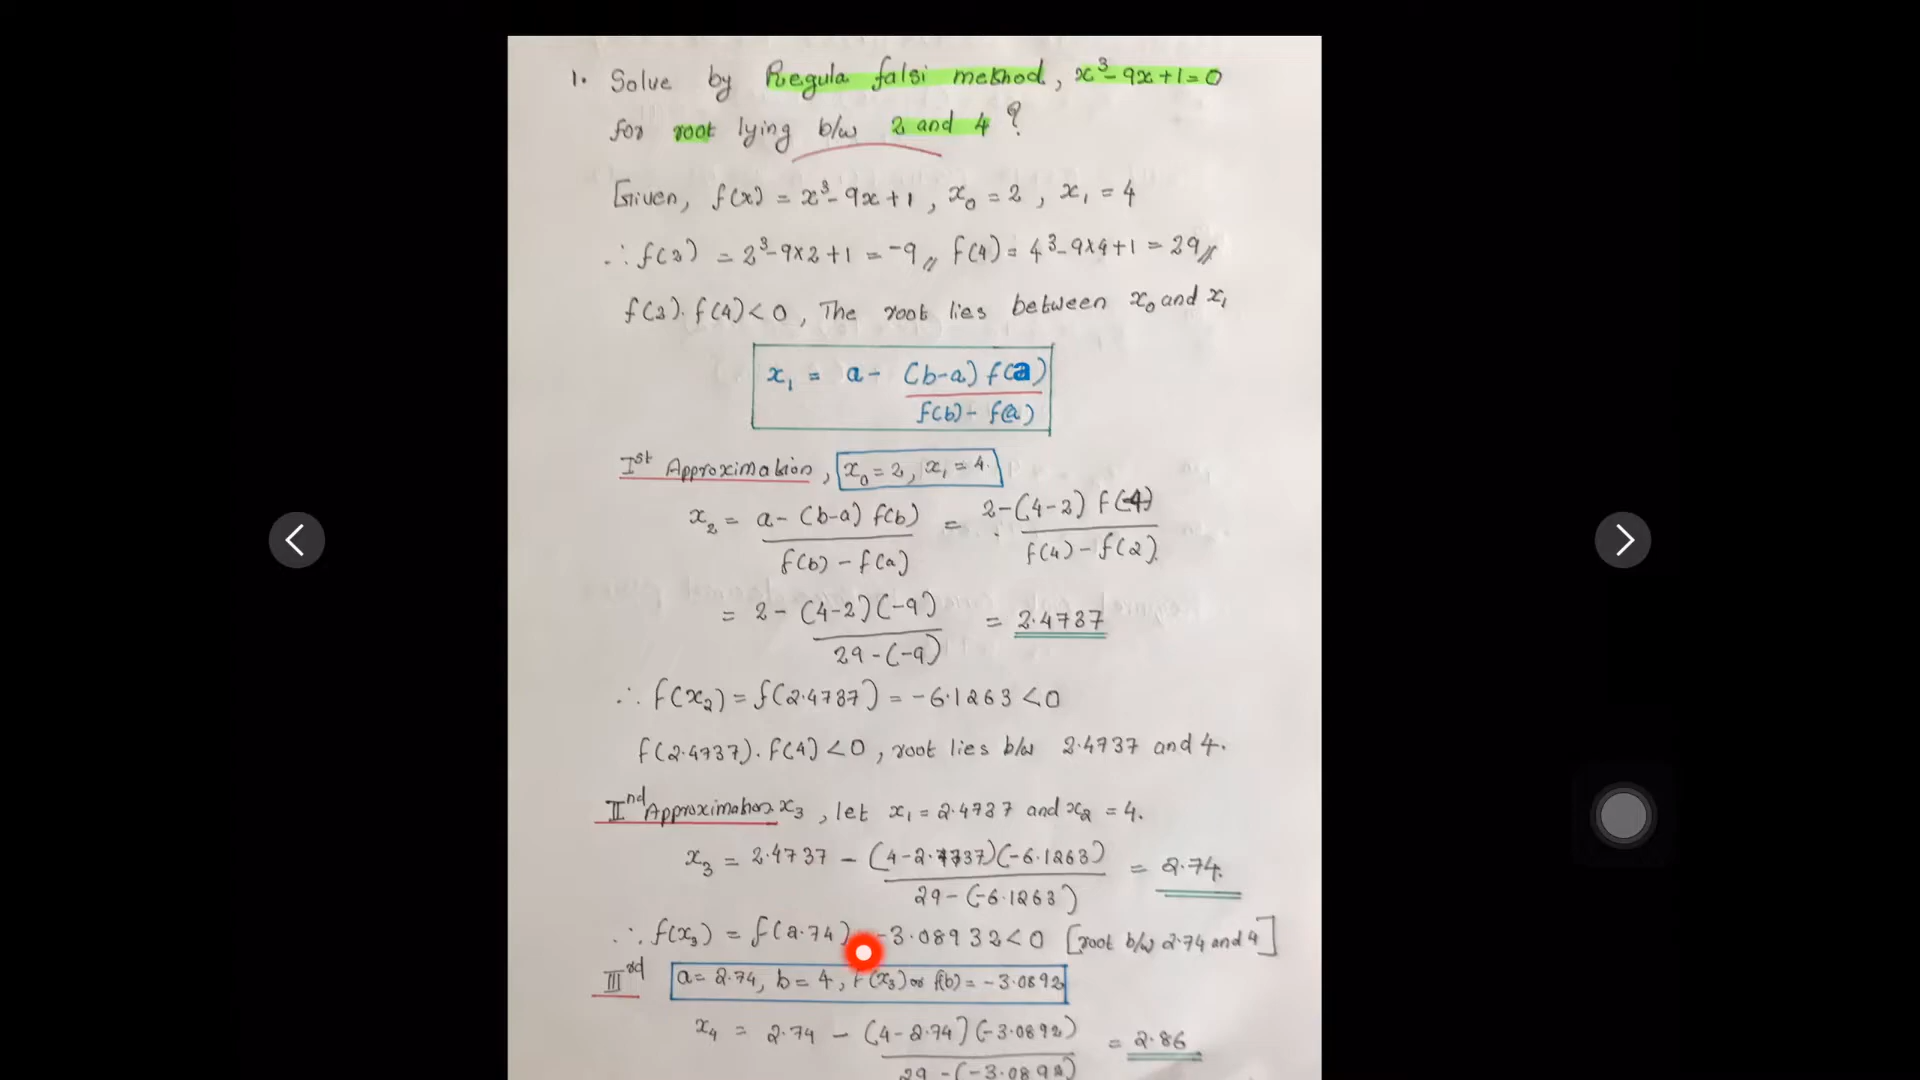 1. Solve by Regula falsi method, x³-9x+1=0
for root lying b/w 2 and 4 ?
Given, f(x) = x³-9x+1, x₀ = 2, x₁ = 4
∴ f(2) = 2³-9×2+1 = -9//, f(4) = 4³-9×4+1 = 29//
f(2). f(4) < 0, The root lies between x₀ and x₁
x₁ = a - (b-a) f(a) / f(b) - f(a)
Iˢᵗ Approximation, x₀ = 2, x₁ = 4.
x₂ = a - (b-a) f(b) / f(b) - f(a) = 2-(4-2) f(4) / f(4) - f(2)
= 2 - (4-2)(-9) / 29 - (-9) = 2.4737
∴ f(x₂) = f(2.4737) = -6.1263 < 0
f(2.4737). f(4) < 0, root lies b/w 2.4737 and 4.
IIⁿᵈ Approximation x₃, let x₁ = 2.4737 and x₂ = 4.
x₃ = 2.4737 - (4-2.4737)(-6.1263) / 29 - (-6.1263) = 2.74.
∴ f(x₃) = f(2.74) -3.08932 < 0 [root b/w 2.74 and 4]
IIIʳᵈ a = 2.74, b = 4, f(x₃) or f(b) = -3.0892
x₄ = 2.74 - (4-2.74)(-3.0892) / 29 - (-3.0892) = 2.86